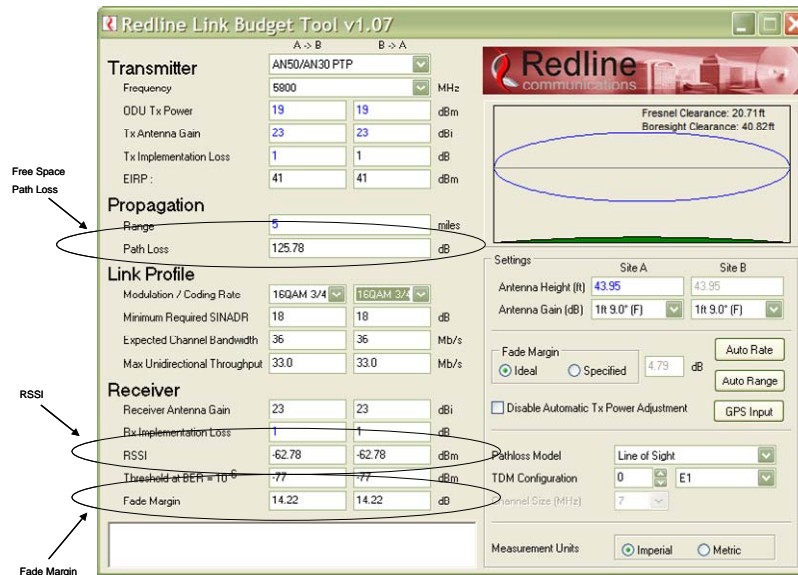 Redline Link Budget Tool v1.07
A -> B B -> A
Transmitter AN50/AN30 PTP
Frequency 5800 MHz
ODU Tx Power 19 19 dBm
Tx Antenna Gain 23 23 dBi
Tx Implementation Loss 1 1 dB
EIRP : 41 41 dBm
Free Space
Path Loss
Propagation
Range 5 miles
Path Loss 125.78 dB
Link Profile
Modulation / Coding Rate 16QAM 3/4 16QAM 3/4
Minimum Required SINADR 18 18 dB
Expected Channel Bandwidth 36 36 Mb/s
Max Unidirectional Throughput 33.0 33.0 Mb/s
RSSI
Receiver
Receiver Antenna Gain 23 23 dBi
Rx Implementation Loss 1 1 dB
RSSI -62.78 -62.78 dBm
Threshold at BER = 10^-6 -77 -77 dBm
Fade Margin 14.22 14.22 dB
Fade Margin
Redline
communications
Fresnel Clearance: 20.71ft
Boresight Clearance: 40.82ft
Settings
Site A Site B
Antenna Height (ft) 43.95 43.95
Antenna Gain (dB) 1ft 9.0" (F) 1ft 9.0" (F)
Fade Margin
Ideal Specified 4.79 dB
Auto Rate
Auto Range
Disable Automatic Tx Power Adjustment
GPS Input
Pathloss Model Line of Sight
TDM Configuration 0 E1
Channel Size (MHz) 7
Measurement Units Imperial Metric